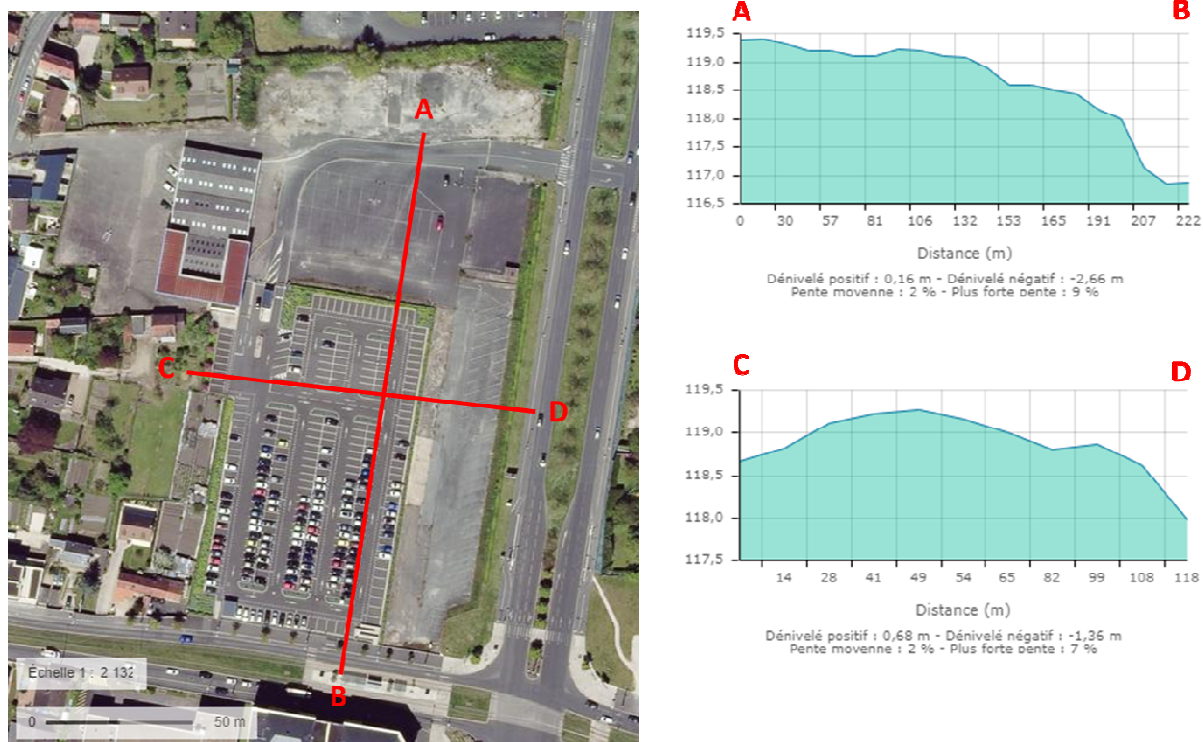 A
C
D
B
Échelle 1 : 2 132
0 50 m
A B
119,5
119,0
118,5
118,0
117,5
117,0
116,5
0 30 57 81 106 132 153 165 191 207 222
Distance (m)
Dénivelé positif : 0,16 m - Dénivelé négatif : -2,66 m
Pente moyenne : 2 % - Plus forte pente : 9 %
C D
119,5
119,0
118,5
118,0
117,5
14 28 41 49 54 65 82 99 108 118
Distance (m)
Dénivelé positif : 0,68 m - Dénivelé négatif : -1,36 m
Pente moyenne : 2 % - Plus forte pente : 7 %